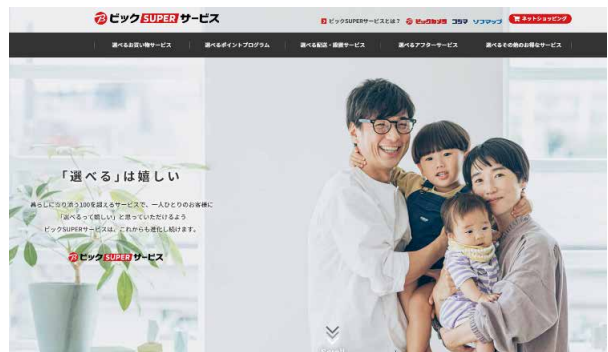 ビック SUPER サービス
ビックSUPERサービスとは？
ビックカメラ
コジマ
ソフマップ
ネットショッピング
選べるお買い物サービス
選べるポイントプログラム
選べる配送・設置サービス
選べるアフターサービス
選べるその他のお得なサービス
「選べる」は嬉しい
暮らしに寄り添う100を超えるサービスで、一人ひとりのお客様に
「選べるって嬉しい」と思っていただけるよう
ビックSUPERサービスは、これからも進化し続けます。
ビック SUPER サービス